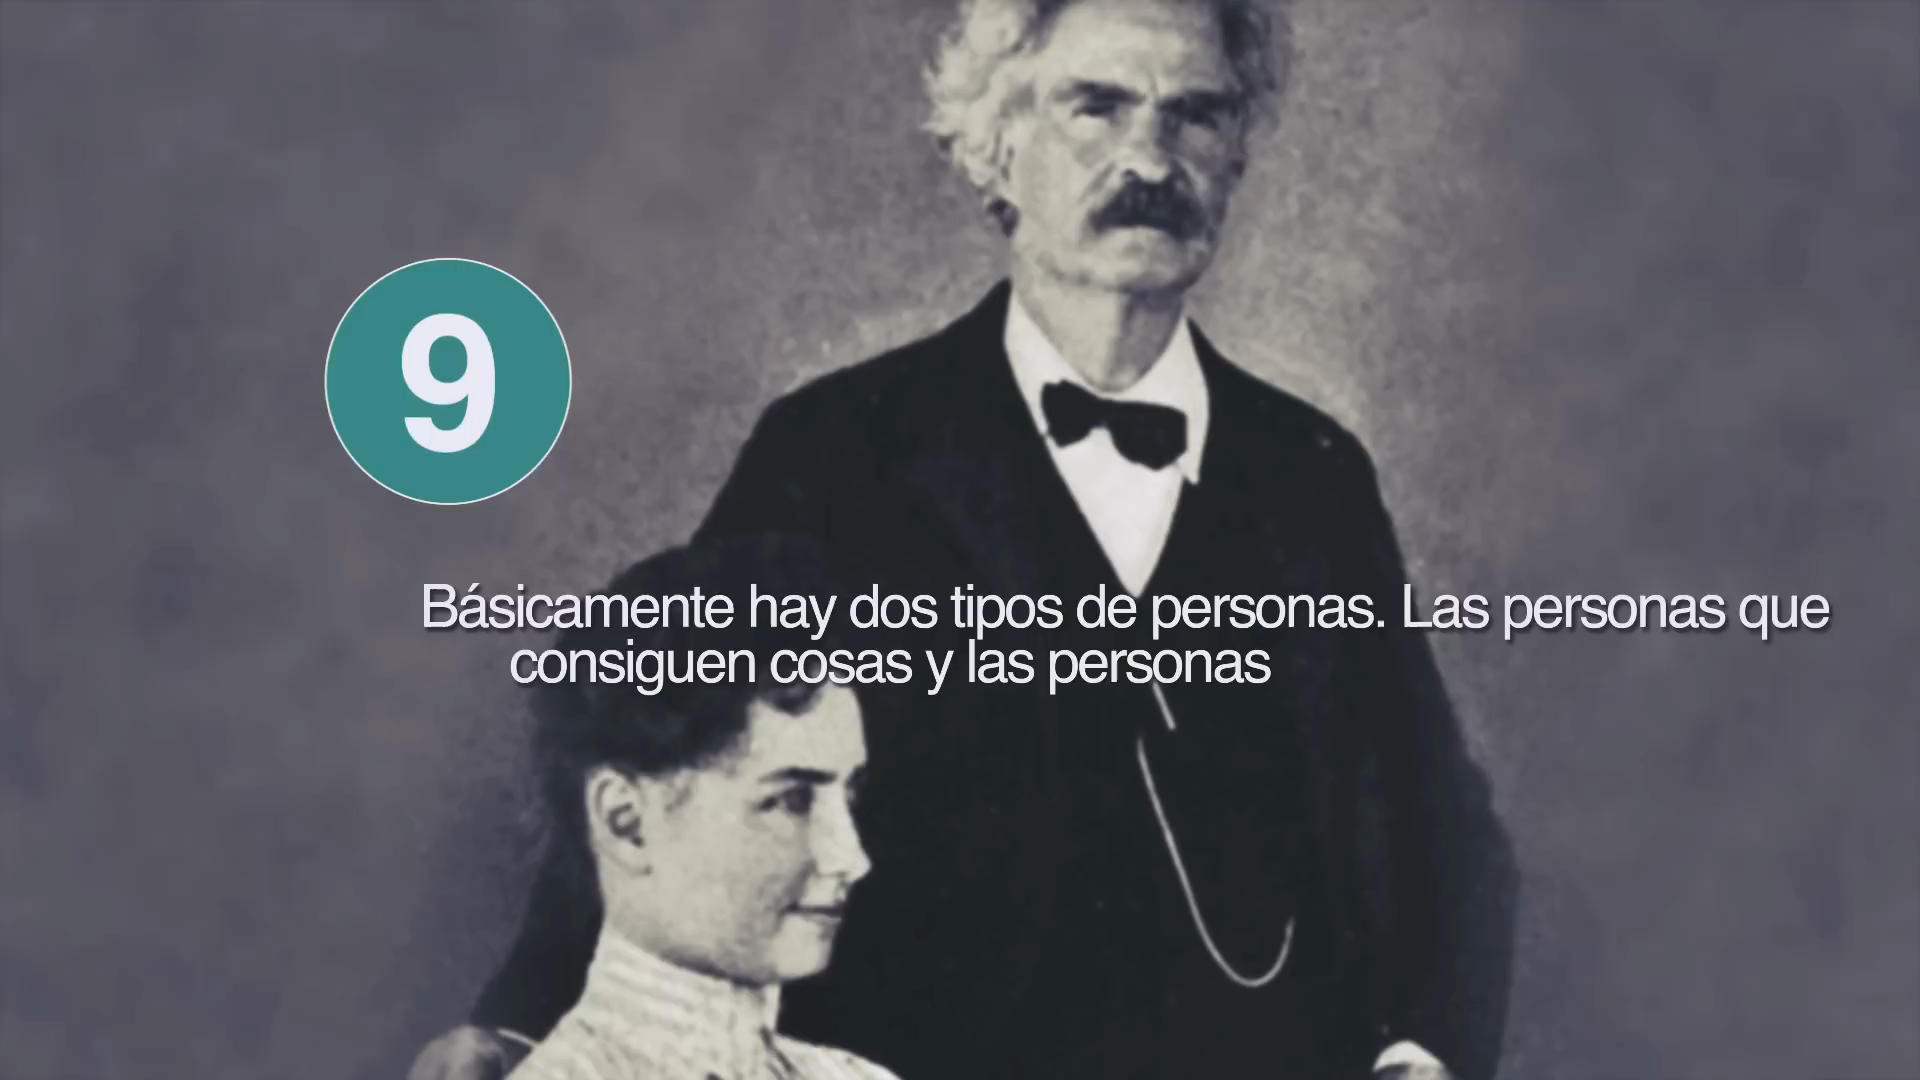 9
Básicamente hay dos tipos de personas. Las personas que
consiguen cosas y las personas